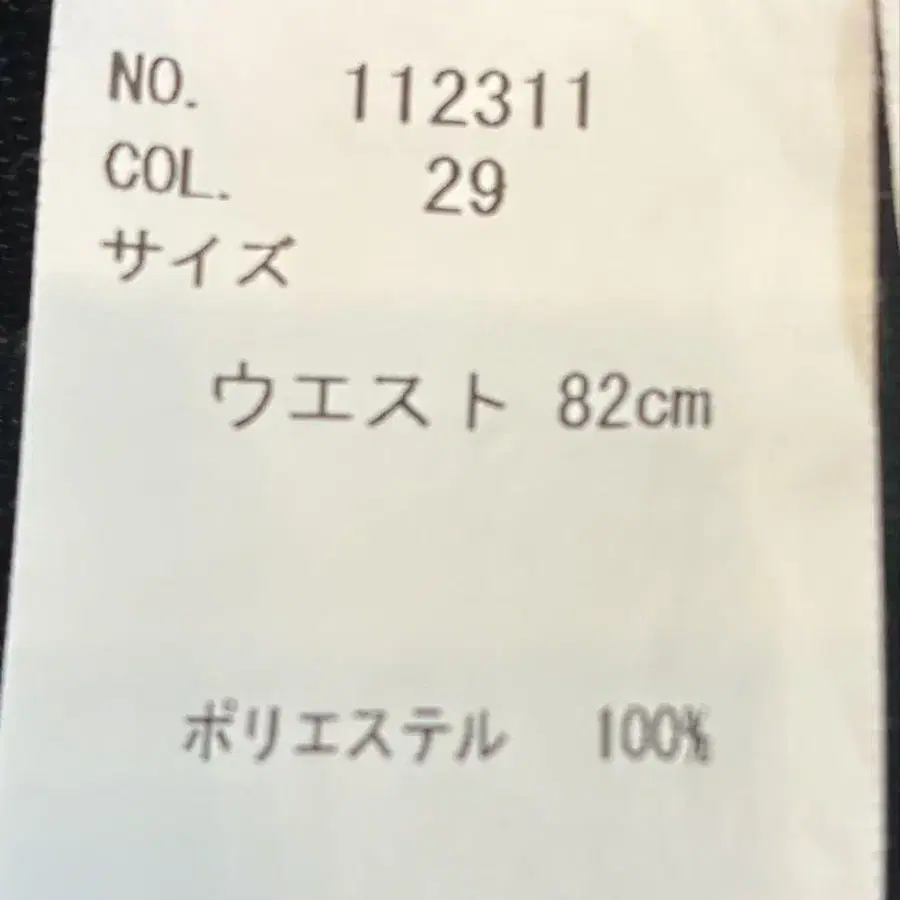 NO. 112311
COL. 29
サイズ
ウエスト 82cm
ポリエステル 100%